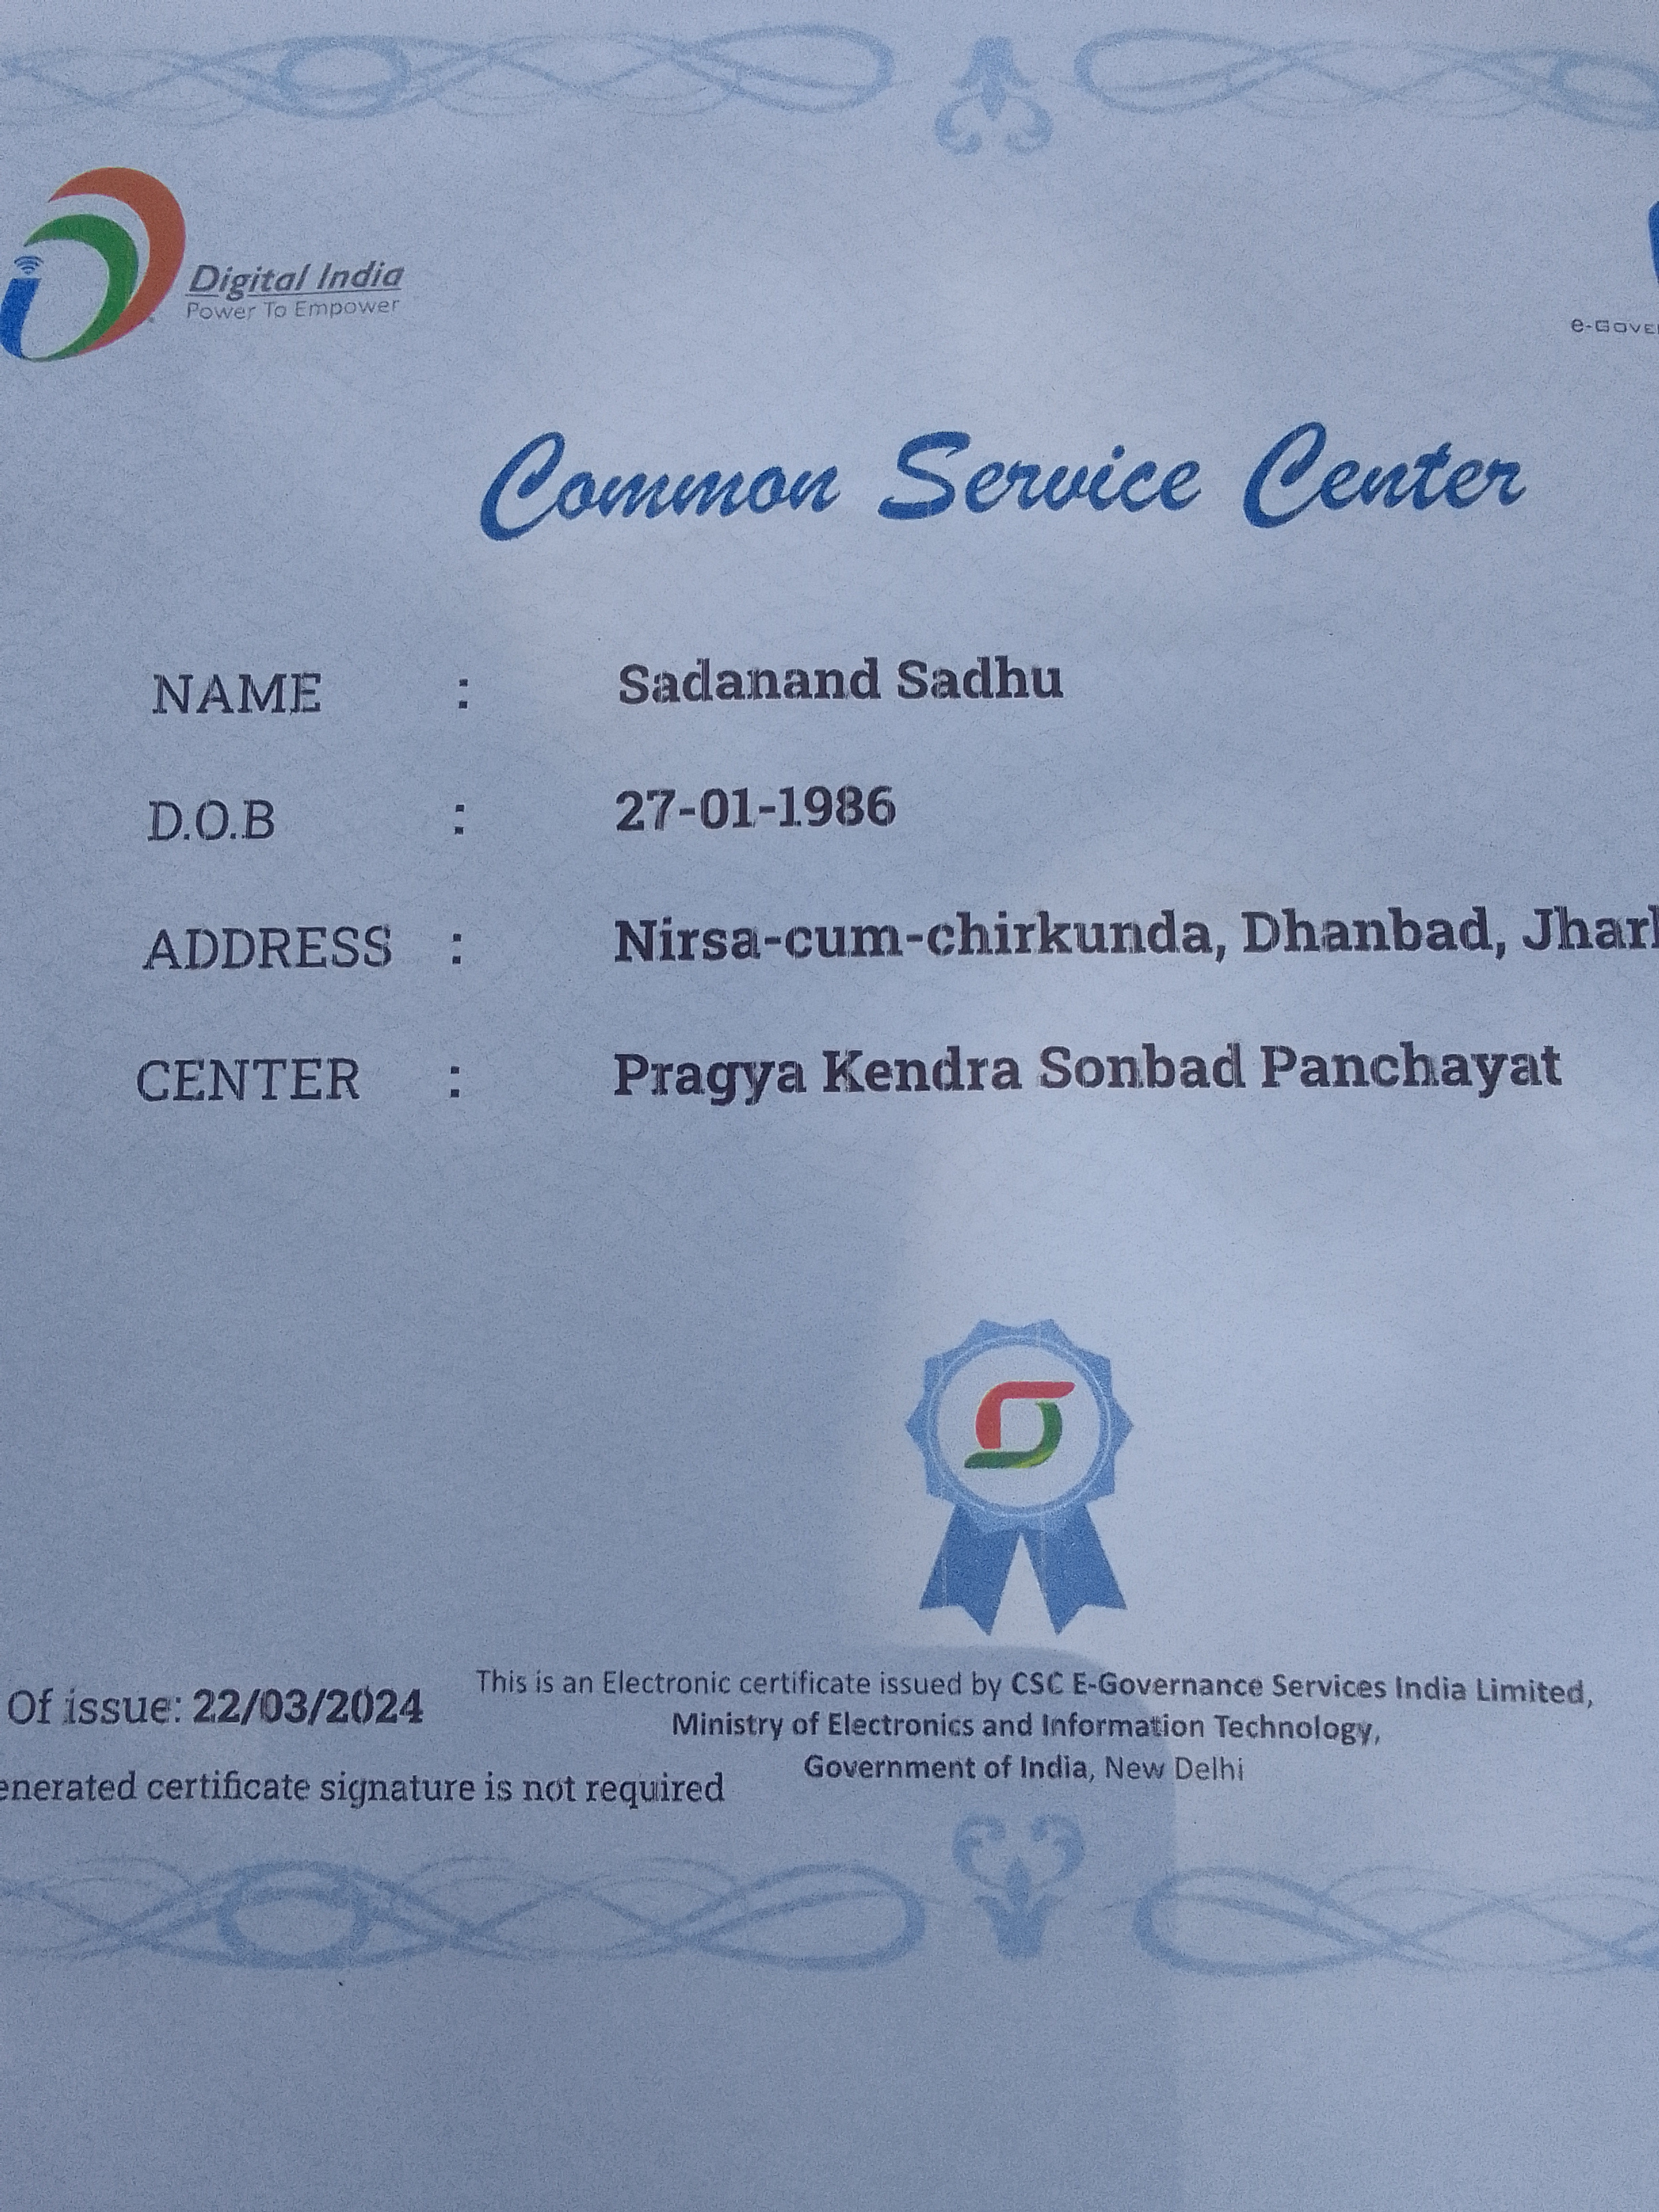 Digital India
Power To Empower
Common Service Center
NAME : Sadanand Sadhu
D.O.B : 27-01-1986
ADDRESS : Nirsa-cum-chirkunda, Dhanbad,
CENTER : Pragya Kendra Sonbad Panchayat
Of issue: 22/03/2024
This is an Electronic certificate issued by CSC E-Governance Services India Limited,
Ministry of Electronics and Information Technology,
Government of India, New Delhi
certificate signature is not required